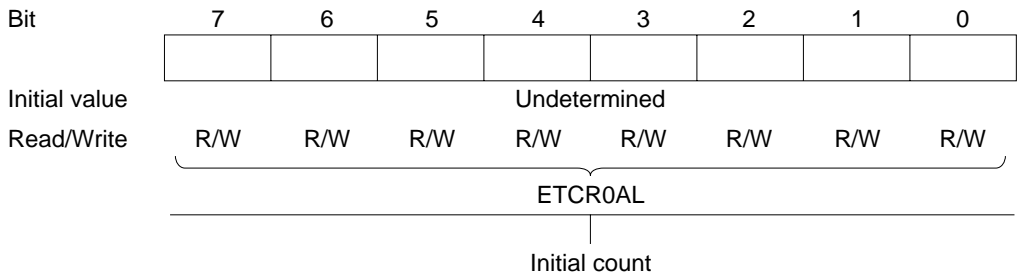 Bit 7 6 5 4 3 2 1 0
Initial value Undetermined
Read/Write R/W R/W R/W R/W R/W R/W R/W R/W
ETCR0AL
Initial count